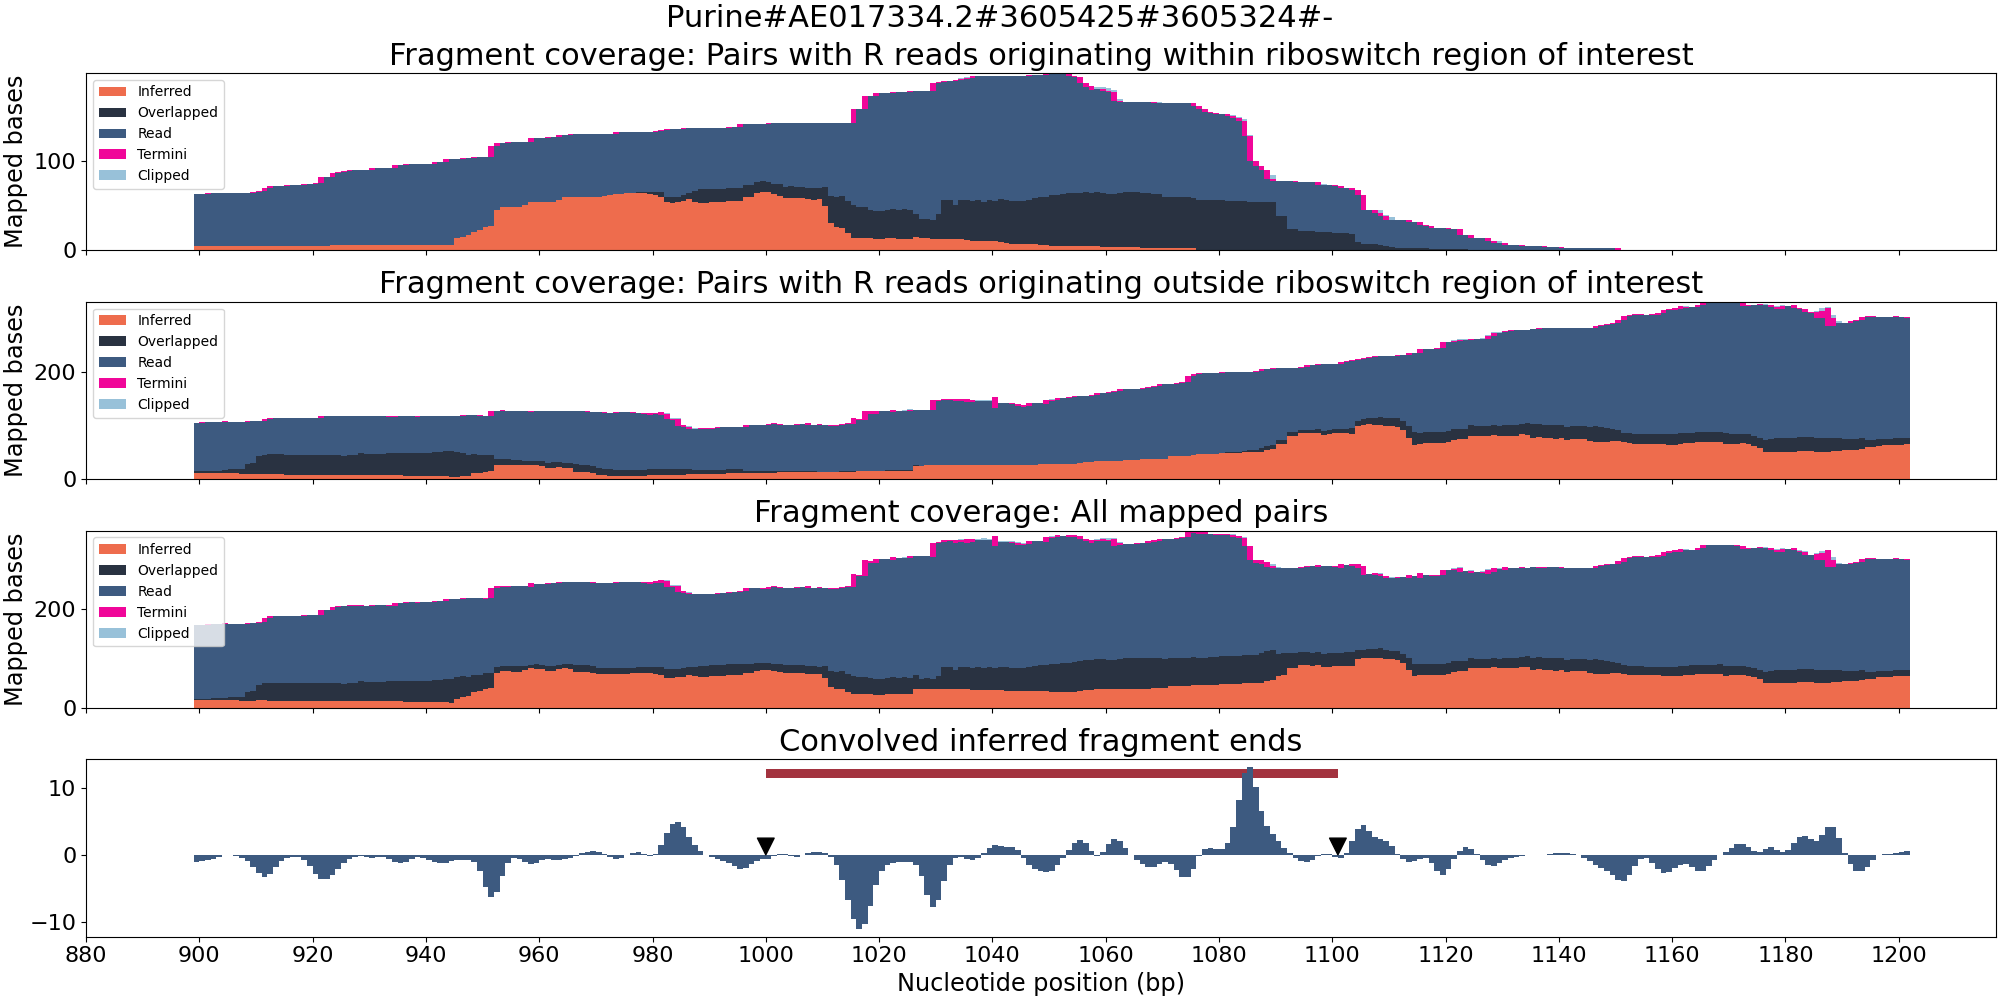 Purine#AE017334.2#3605425#3605324#-
Fragment coverage: Pairs with R reads originating within riboswitch region of interest
Mapped bases
100
0
Inferred
Overlapped
Read
Termini
Clipped
Fragment coverage: Pairs with R reads originating outside riboswitch region of interest
Mapped bases
200
0
Inferred
Overlapped
Read
Termini
Clipped
Fragment coverage: All mapped pairs
Mapped bases
200
0
Inferred
Overlapped
Read
Termini
Clipped
Convolved inferred fragment ends
10
0
−10
880 900 920 940 960 980 1000 1020 1040 1060 1080 1100 1120 1140 1160 1180 1200
Nucleotide position (bp)